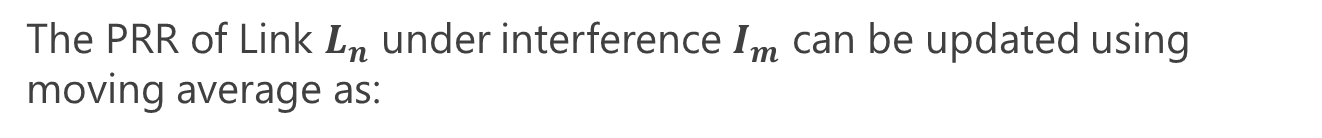 The PRR of Link Lₙ under interference Iₘ can be updated using
moving average as: